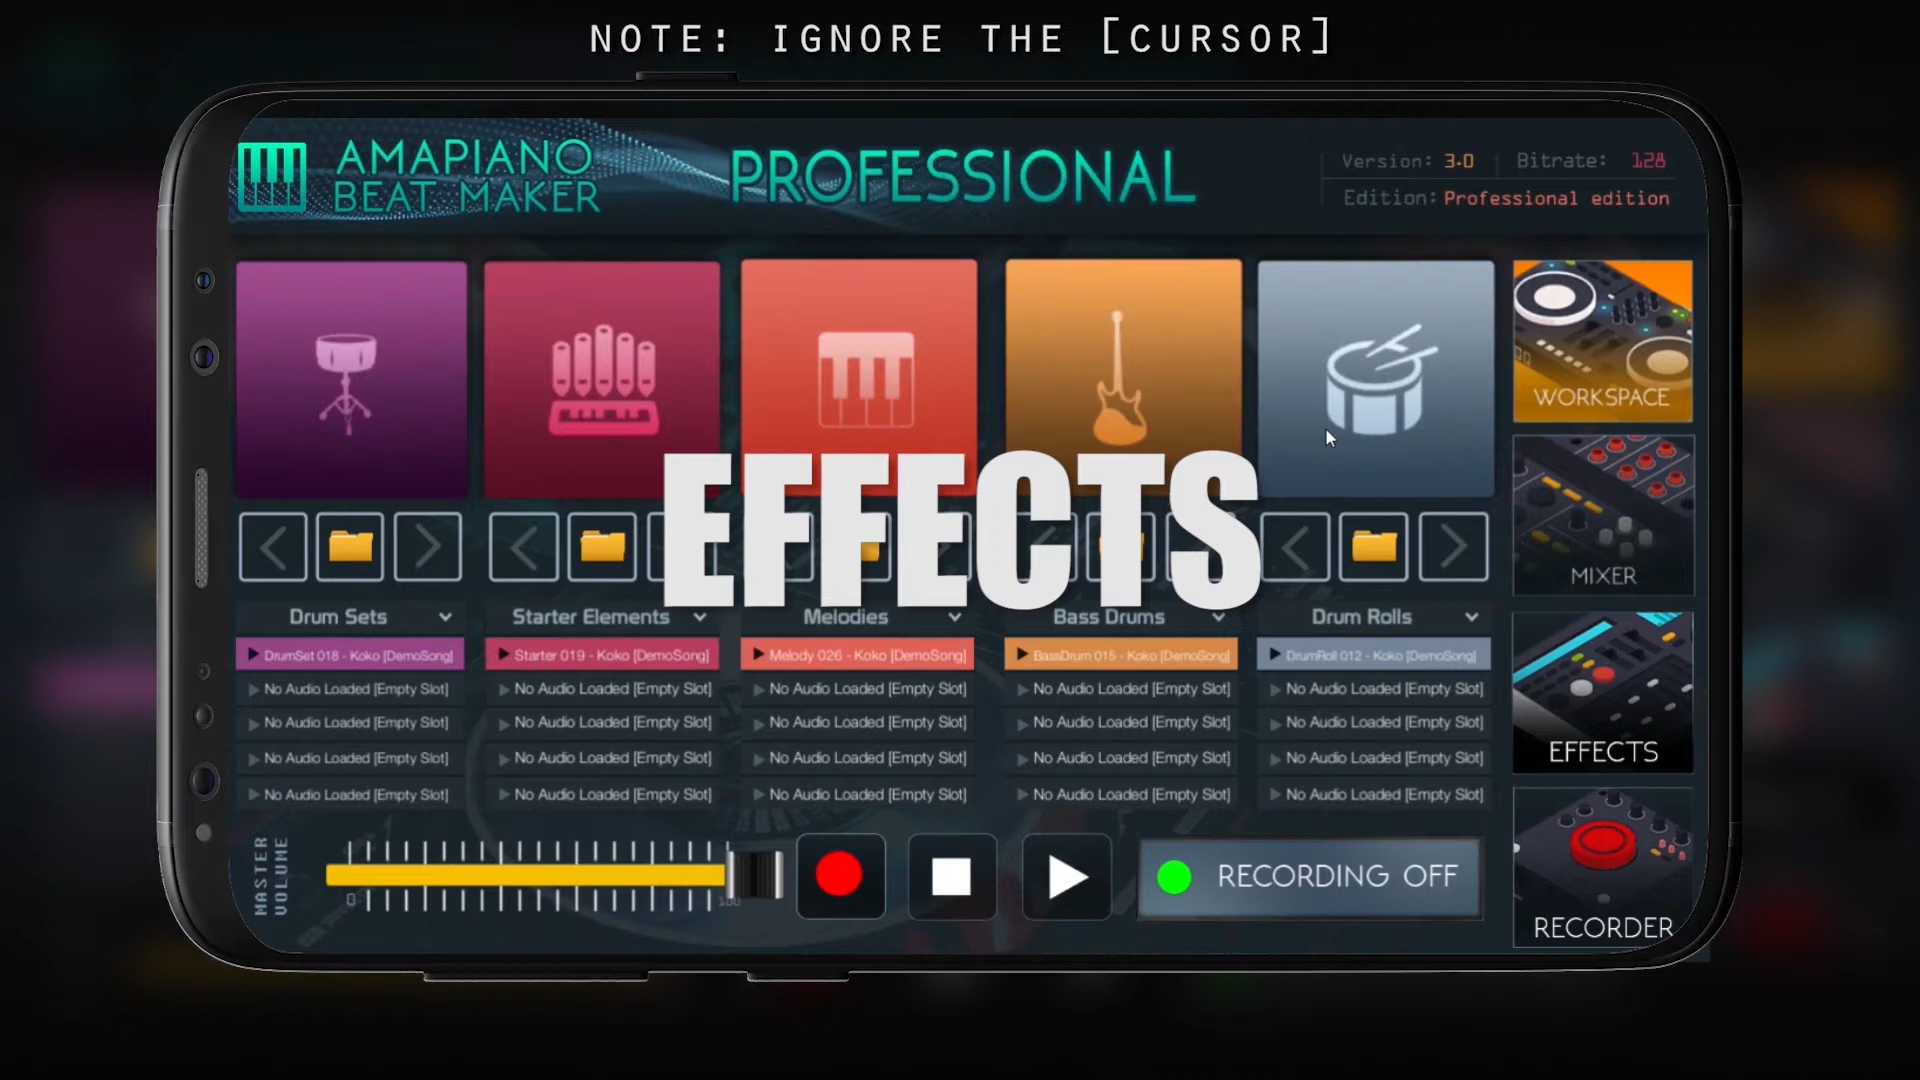 NOTE: IGNORE THE [CURSOR]
AMAPIANO
BEAT MAKER
PROFESSIONAL
Version: 3.0 Bitrate: 128
Edition: Professional edition
WORKSPACE
MIXER
EFFECTS
Drum Sets Starter Elements Melodies Bass Drums Drum Rolls
DrumSet 018 - Koko [DemoSong] Starter 019 - Koko [DemoSong] Melody 026 - Koko [DemoSong] BassDrum 015 - Koko [DemoSong] DrumRoll 012 - Koko [DemoSong]
No Audio Loaded [Empty Slot] No Audio Loaded [Empty Slot] No Audio Loaded [Empty Slot] No Audio Loaded [Empty Slot] No Audio Loaded [Empty Slot]
No Audio Loaded [Empty Slot] No Audio Loaded [Empty Slot] No Audio Loaded [Empty Slot] No Audio Loaded [Empty Slot] No Audio Loaded [Empty Slot]
No Audio Loaded [Empty Slot] No Audio Loaded [Empty Slot] No Audio Loaded [Empty Slot] No Audio Loaded [Empty Slot] No Audio Loaded [Empty Slot]
No Audio Loaded [Empty Slot] No Audio Loaded [Empty Slot] No Audio Loaded [Empty Slot] No Audio Loaded [Empty Slot] No Audio Loaded [Empty Slot]
EFFECTS
MASTER
VOLUME
0 100
RECORDING OFF
RECORDER